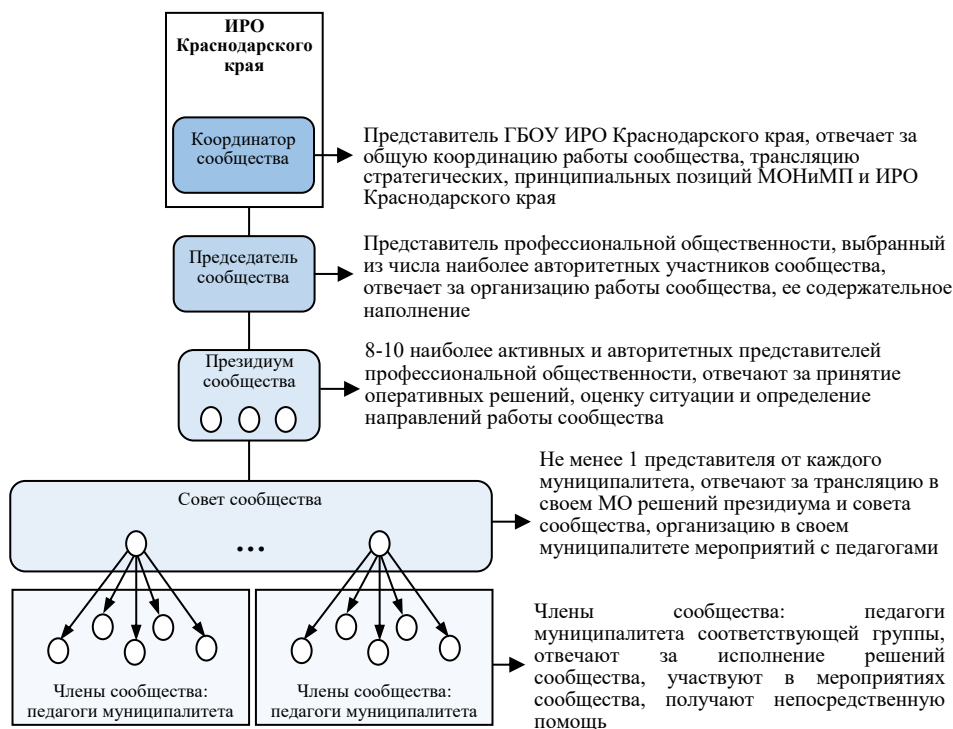 ИРО
Краснодарского
края
Координатор
сообщества
Представитель ГБОУ ИРО Краснодарского края, отвечает за
общую координацию работы сообщества, трансляцию
стратегических, принципиальных позиций МОНиМП и ИРО
Краснодарского края
Председатель
сообщества
Представитель профессиональной общественности, выбранный
из числа наиболее авторитетных участников сообщества,
отвечает за организацию работы сообщества, ее содержательное
наполнение
Президиум
сообщества
8-10 наиболее активных и авторитетных представителей
профессиональной общественности, отвечают за принятие
оперативных решений, оценку ситуации и определение
направлений работы сообщества
Совет сообщества
...
Не менее 1 представителя от каждого
муниципалитета, отвечают за трансляцию в
своем МО решений президиума и совета
сообщества, организацию в своем
муниципалитете мероприятий с педагогами
Члены сообщества:
педагоги муниципалитета
Члены сообщества:
педагоги муниципалитета
Члены сообщества: педагоги
муниципалитета соответствующей группы,
отвечают за исполнение решений
сообщества, участвуют в мероприятиях
сообщества, получают непосредственную
помощь